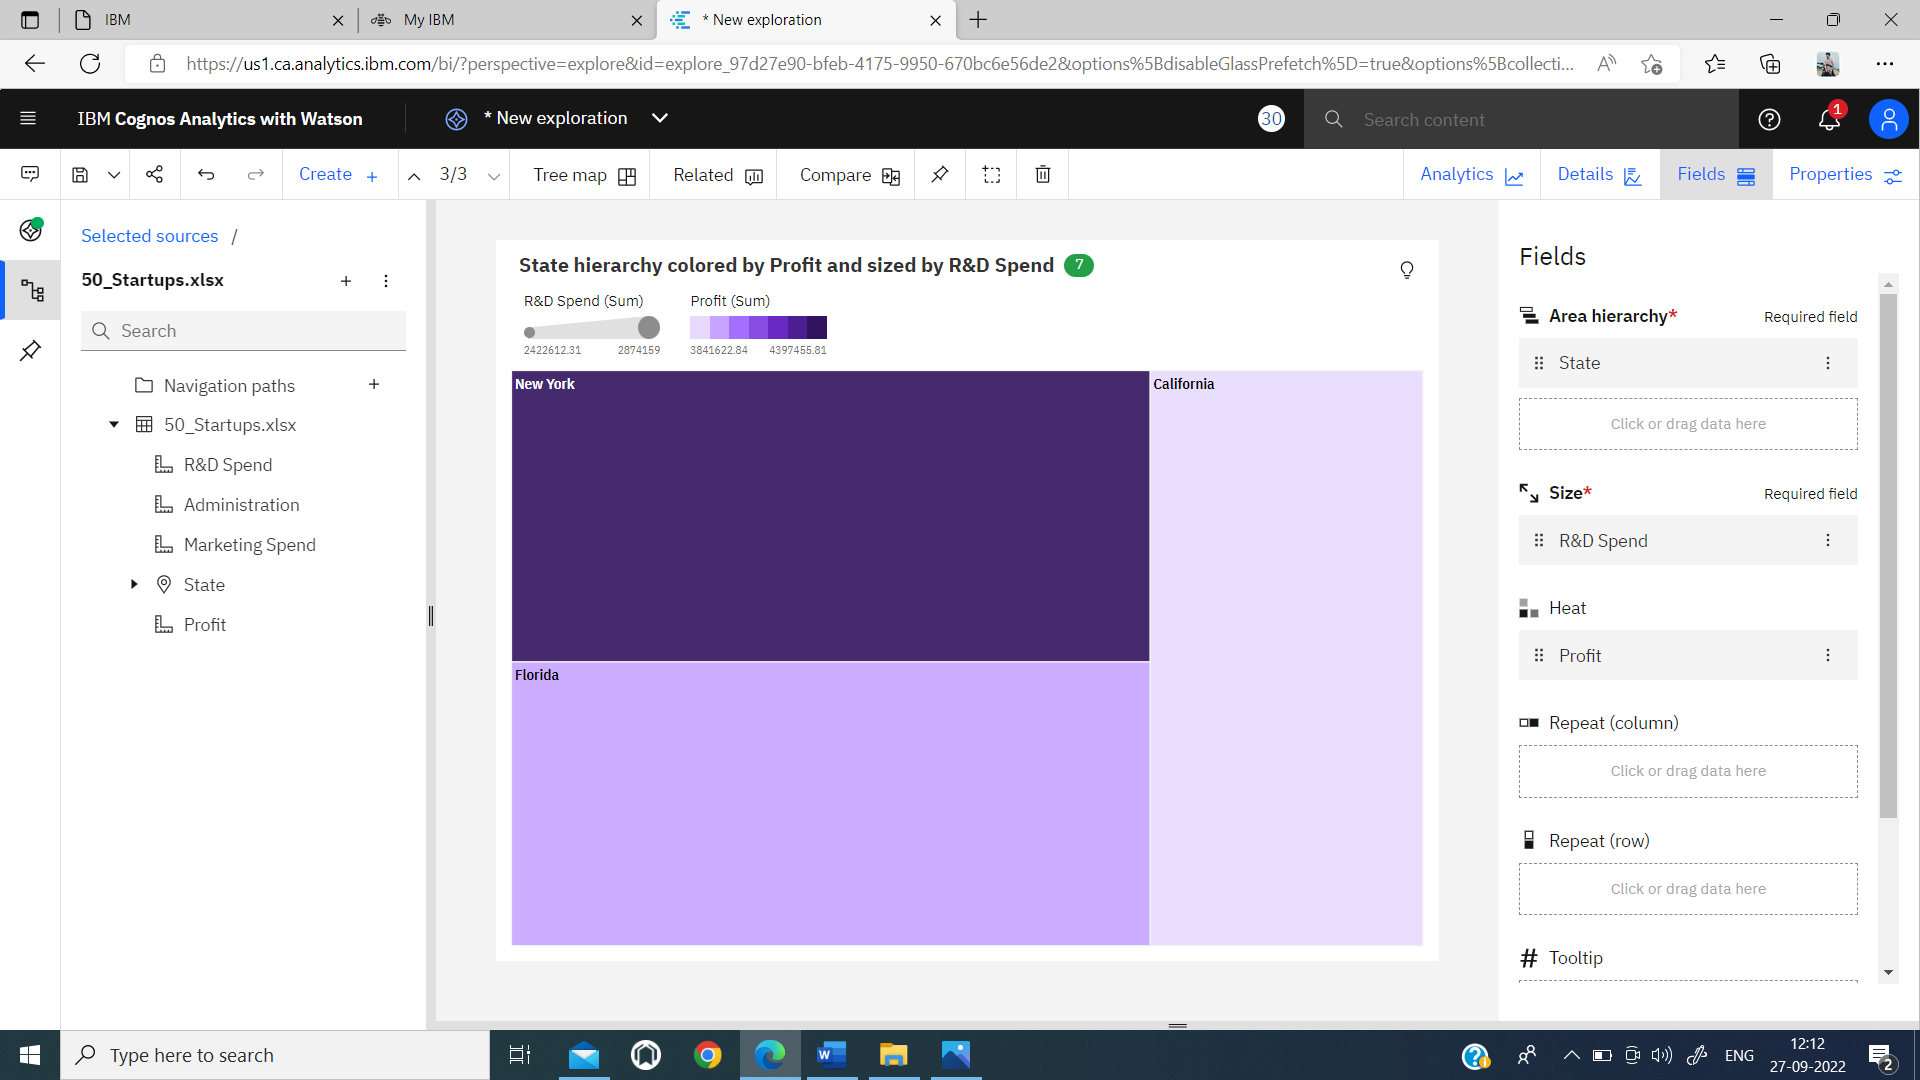 IBM
My IBM
* New exploration
https://us1.ca.analytics.ibm.com/bi/?perspective=explore&id=explore_97d27e90-bfeb-4175-9950-670bc6e56de2&options%5BdisableGlassPrefetch%5D=true&options%5Bcollecti...
IBM Cognos Analytics with Watson
* New exploration
30
Search content
1
Create
3/3
Tree map
Related
Compare
Analytics
Details
Fields
Properties
Selected sources /
50_Startups.xlsx
Search
Navigation paths
50_Startups.xlsx
R&D Spend
Administration
Marketing Spend
State
Profit
State hierarchy colored by Profit and sized by R&D Spend 7
R&D Spend (Sum)
2422612.31 2874159
Profit (Sum)
3841622.84 4397455.81
New York
California
Florida
Fields
Area hierarchy* Required field
State
Click or drag data here
Size* Required field
R&D Spend
Heat
Profit
Repeat (column)
Click or drag data here
Repeat (row)
Click or drag data here
Tooltip
Type here to search
ENG
12:12
27-09-2022
2